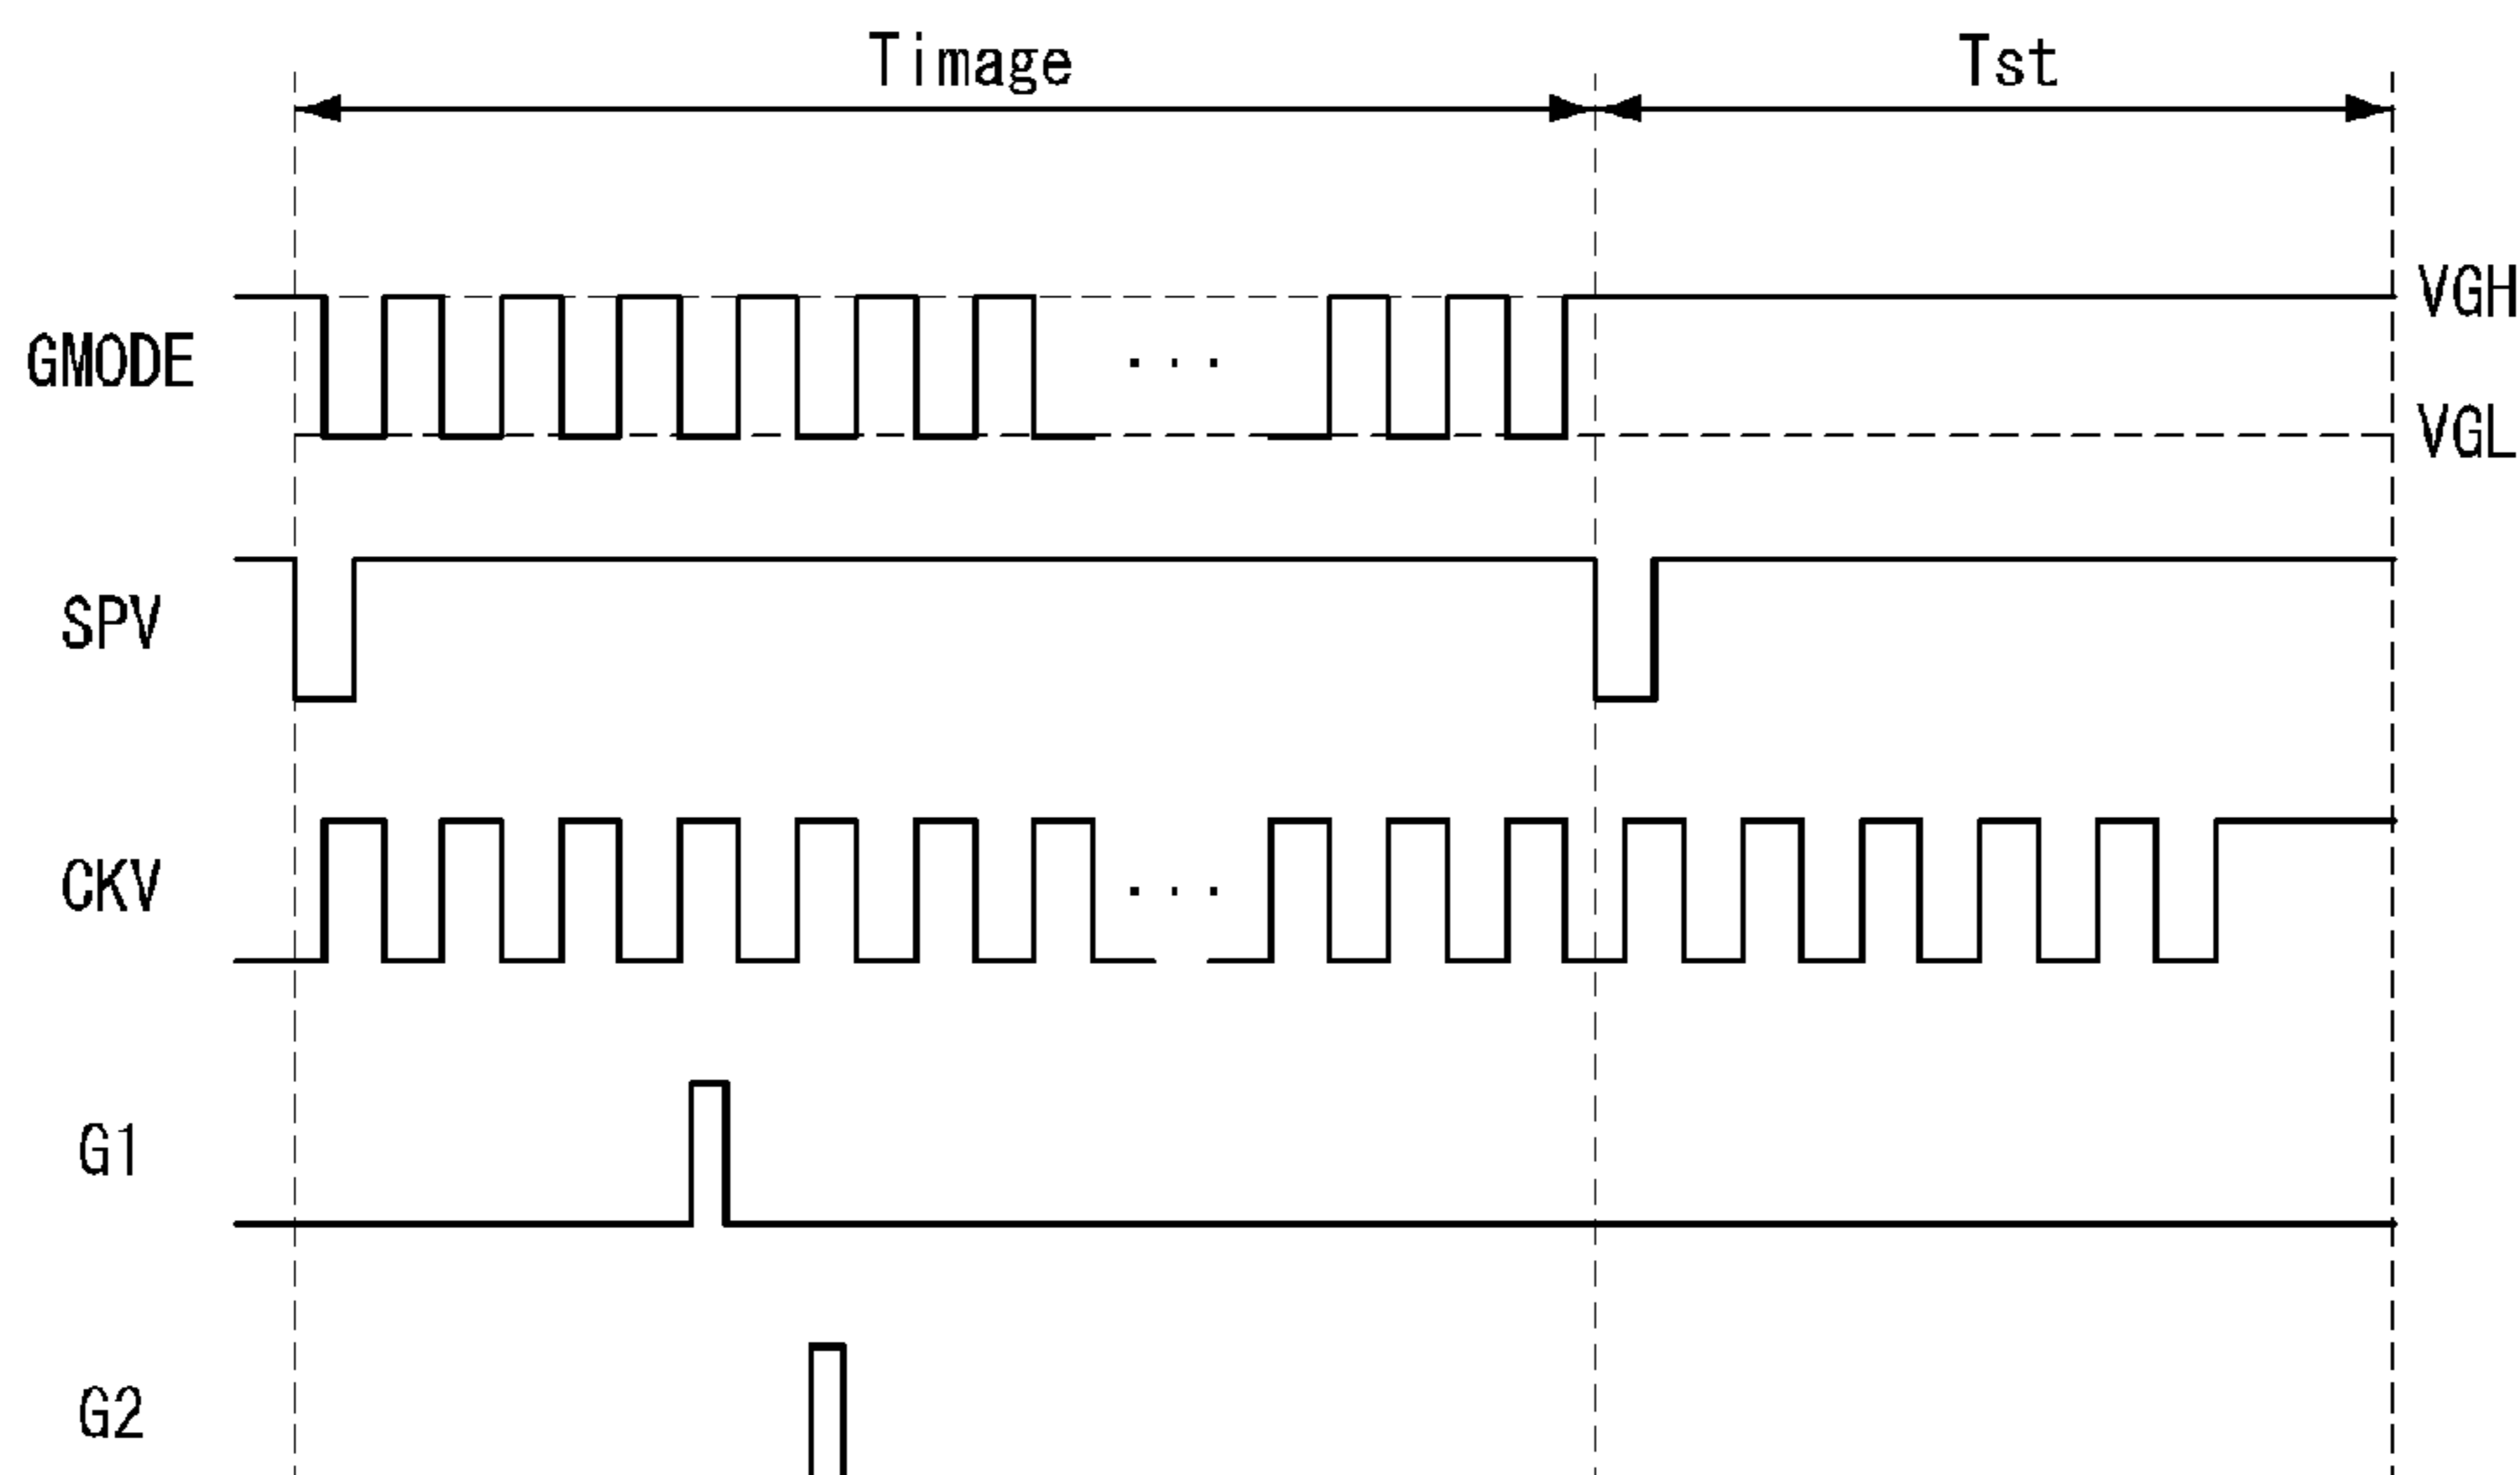 Timage
Tst
VGH
GMODE
...
VGL
SPV
CKV
...
G1
G2